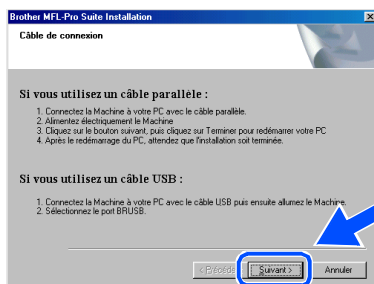 Brother MFL-Pro Suite Installation
Câble de connexion
Si vous utilisez un câble parallèle :
1. Connectez la Machine à votre PC avec le câble parallèle.
2. Alimentez électriquement le Machine
3. Cliquez sur le bouton suivant, puis cliquez sur Terminer pour redémarrer votre PC
4. Après le redémarrage du PC, attendez que l'installation soit terminée.
Si vous utilisez un câble USB :
1. Connectez la Machine à votre PC avec le câble USB puis ensuite allumez le Machine.
2. Sélectionnez le port BRUSB.
< Précéde Suivant > Annuler